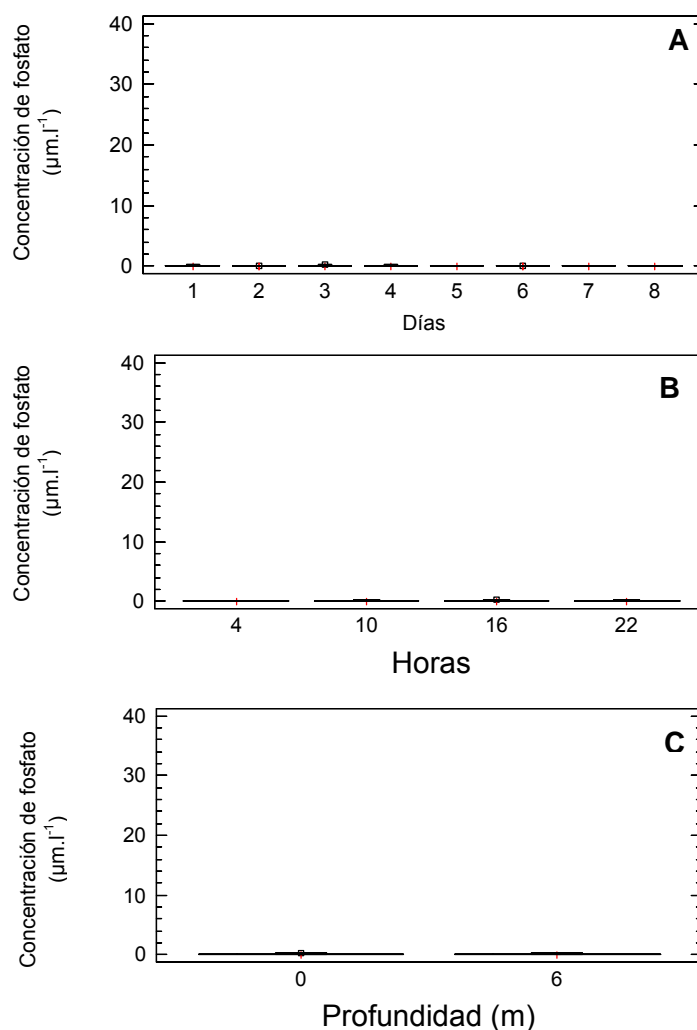 A
Concentración de fosfato
(µm.l-1)
40
30
20
10
0
1 2 3 4 5 6 7 8
Días
B
Concentración de fosfato
(µm.l-1)
40
30
20
10
0
4 10 16 22
Horas
C
Concentración de fosfato
(µm.l-1)
40
30
20
10
0
0 6
Profundidad (m)